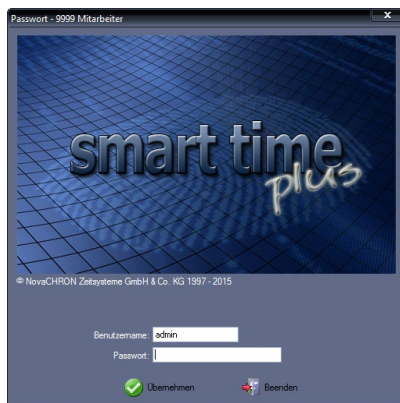 Passwort - 9999 Mitarbeiter
x
smart time
plus
© NovaCHRON Zeitsysteme GmbH & Co. KG 1997 - 2015
Benutzername: admin
Passwort:
Übernehmen Beenden